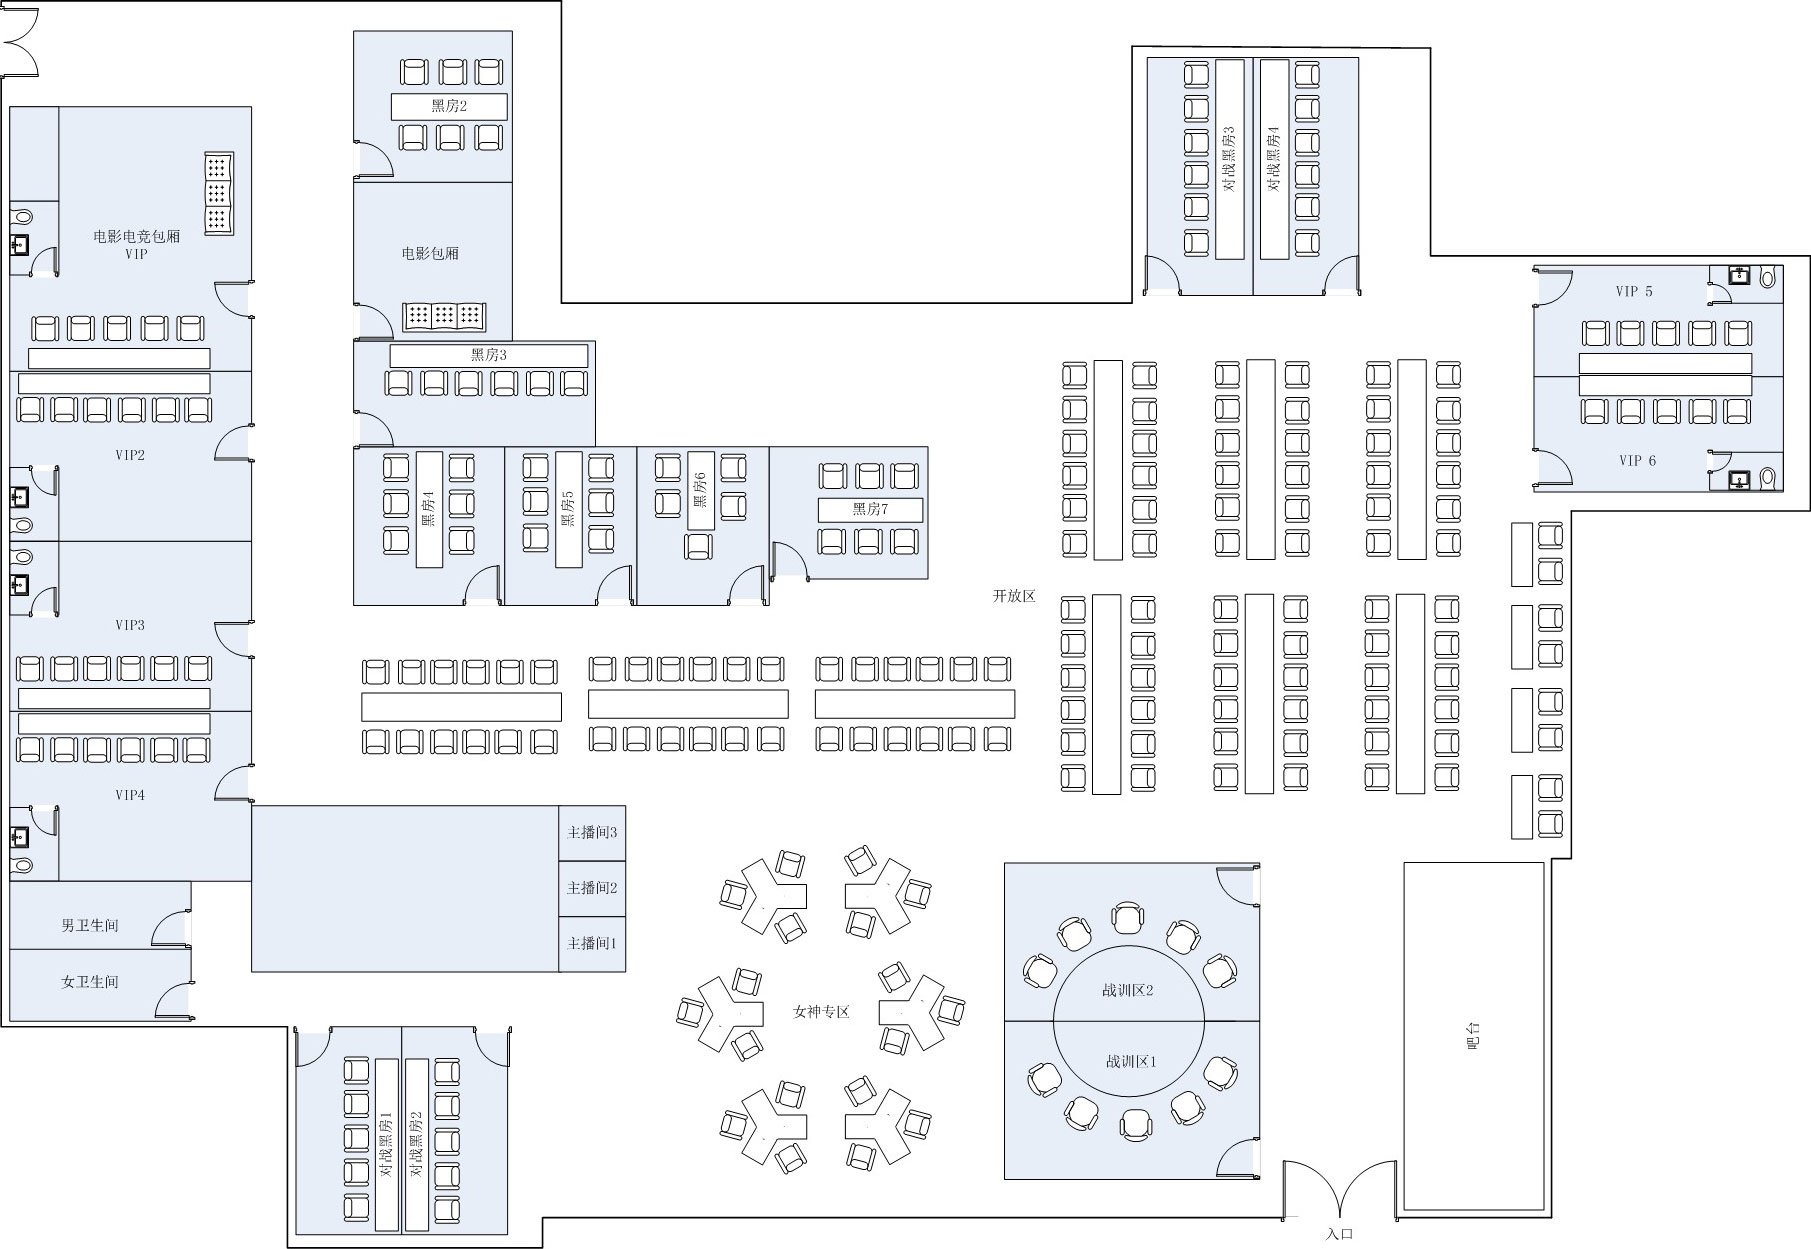 黑房2
对战黑房3
对战黑房4
电影电竞包厢
VIP
电影包厢
VIP 5
黑房3
VIP2
VIP 6
黑房4
黑房5
黑房6
黑房7
开放区
VIP3
VIP4
主播间3
主播间2
主播间1
男卫生间
女卫生间
女神专区
战训区2
战训区1
吧台
对战黑房1
对战黑房2
入口